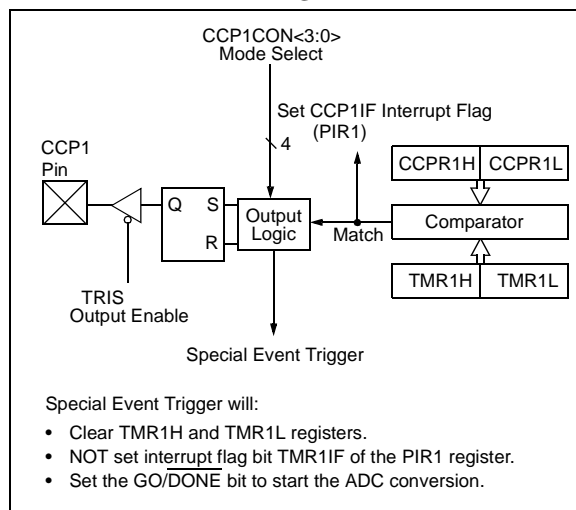 CCP1CON<3:0>
Mode Select
Set CCP1IF Interrupt Flag
(PIR1)
4
CCP1
Pin
CCPR1H CCPR1L
Q S
R
Output
Logic
Match
Comparator
TRIS
Output Enable
TMR1H TMR1L
Special Event Trigger
Special Event Trigger will:
• Clear TMR1H and TMR1L registers.
• NOT set interrupt flag bit TMR1IF of the PIR1 register.
• Set the GO/DONE bit to start the ADC conversion.